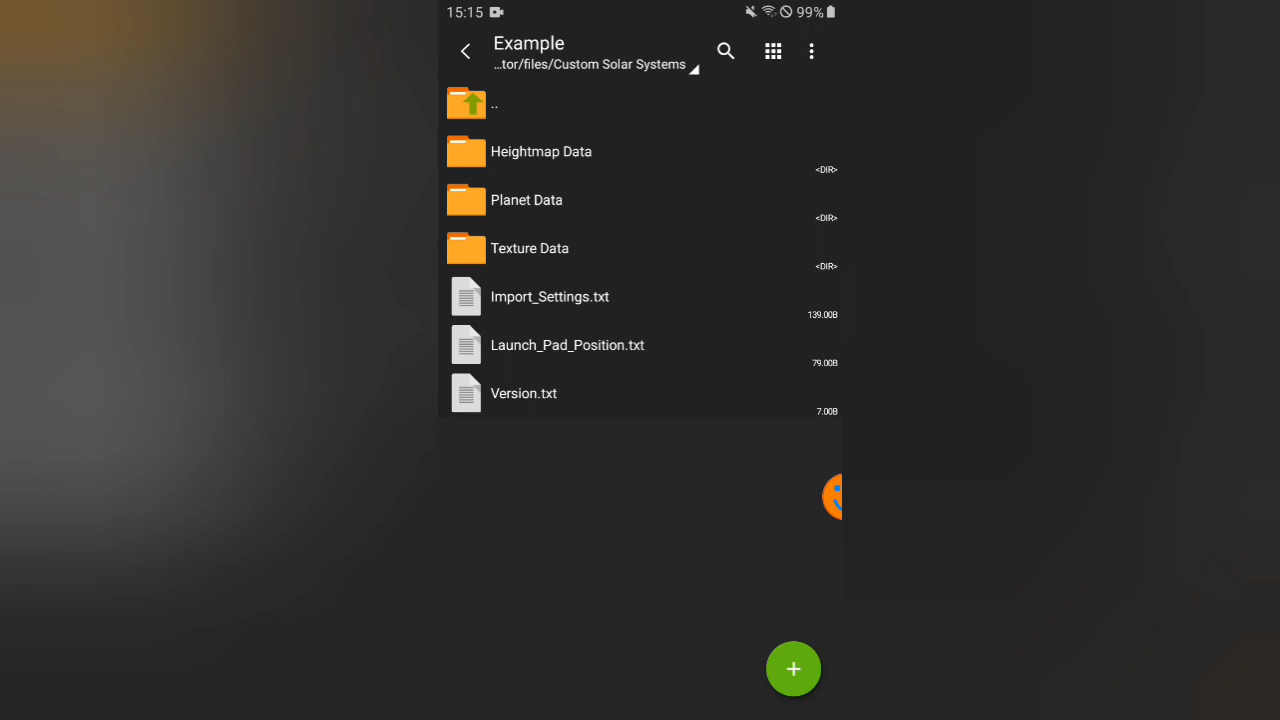 15:15
99%
Example
...tor/files/Custom Solar Systems
..
Heightmap Data
<DIR>
Planet Data
<DIR>
Texture Data
<DIR>
Import_Settings.txt
139.00B
Launch_Pad_Position.txt
79.00B
Version.txt
7.00B